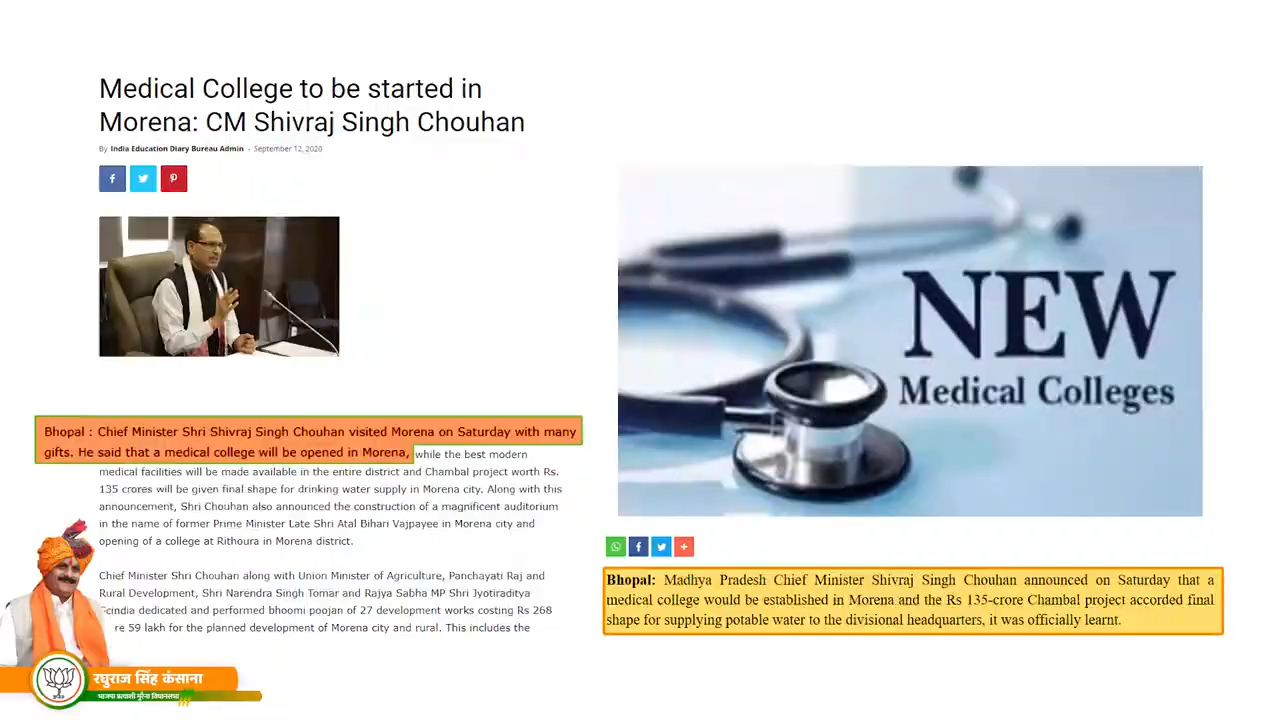 Medical College to be started in
Morena: CM Shivraj Singh Chouhan
By India Education Diary Bureau Admin - September 12, 2020
Bhopal : Chief Minister Shri Shivraj Singh Chouhan visited Morena on Saturday with many
gifts. He said that a medical college will be opened in Morena, while the best modern
medical facilities will be made available in the entire district and Chambal project worth Rs.
135 crores will be given final shape for drinking water supply in Morena city. Along with this
announcement, Shri Chouhan also announced the construction of a magnificent auditorium
in the name of former Prime Minister Late Shri Atal Bihari Vajpayee in Morena city and
opening of a college at Rithoura in Morena district.
Chief Minister Shri Chouhan along with Union Minister of Agriculture, Panchayati Raj and
Rural Development, Shri Narendra Singh Tomar and Rajya Sabha MP Shri Jyotiraditya
Scindia dedicated and performed bhoomi poojan of 27 development works costing Rs 268
re 59 lakh for the planned development of Morena city and rural. This includes the
NEW
Medical Colleges
Bhopal: Madhya Pradesh Chief Minister Shivraj Singh Chouhan announced on Saturday that a
medical college would be established in Morena and the Rs 135-crore Chambal project accorded final
shape for supplying potable water to the divisional headquarters, it was officially learnt.
रघुराज सिंह कंसाना
भाजपा प्रत्याशी मुरैना विधानसभा